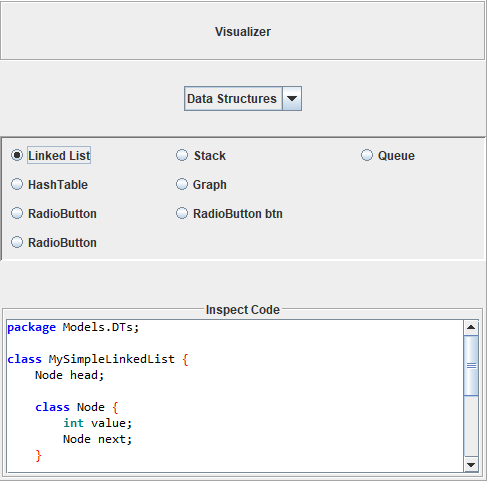 Visualizer
Data Structures
Linked List Stack Queue
HashTable Graph
RadioButton RadioButton btn
RadioButton
Inspect Code
package Models.DTs;
class MySimpleLinkedList {
    Node head;
    class Node {
        int value;
        Node next;
    }